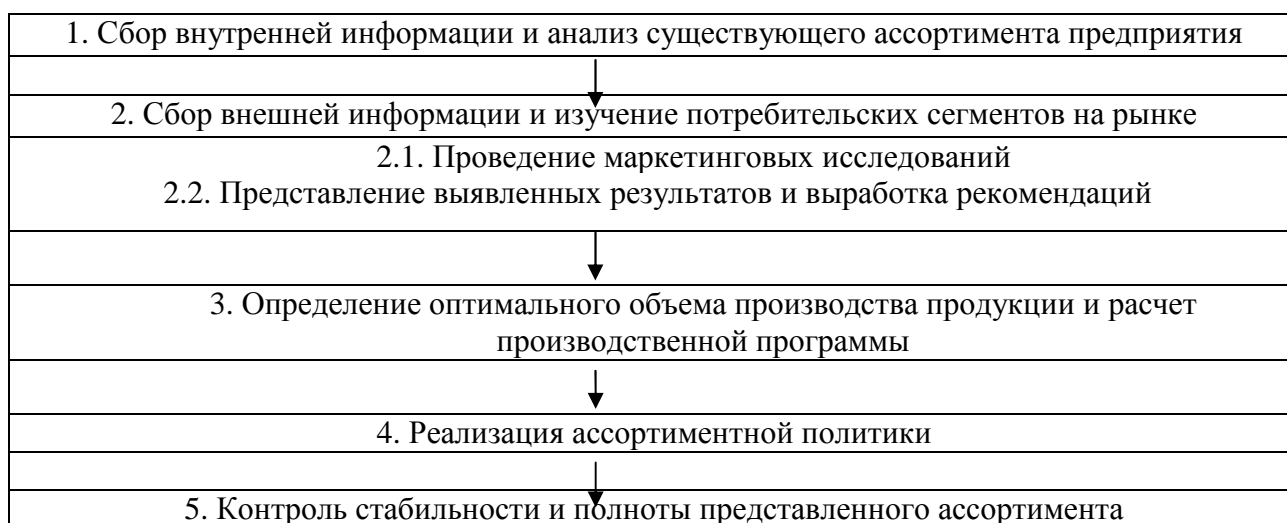 1. Сбор внутренней информации и анализ существующего ассортимента предприятия
2. Сбор внешней информации и изучение потребительских сегментов на рынке
2.1. Проведение маркетинговых исследований
2.2. Представление выявленных результатов и выработка рекомендаций
3. Определение оптимального объема производства продукции и расчет
производственной программы
4. Реализация ассортиментной политики
5. Контроль стабильности и полноты представленного ассортимента